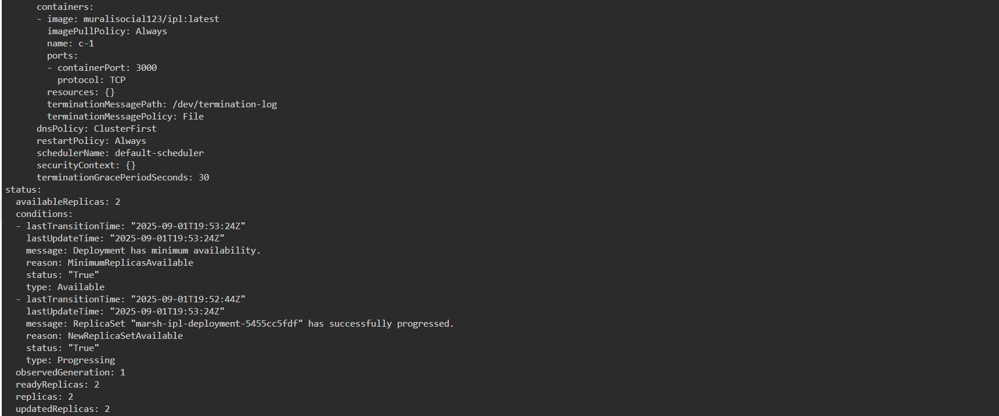 containers:
- image: muralisocial123/ipl:latest
imagePullPolicy: Always
name: c-1
ports:
- containerPort: 3000
protocol: TCP
resources: {}
terminationMessagePath: /dev/termination-log
terminationMessagePolicy: File
dnsPolicy: ClusterFirst
restartPolicy: Always
schedulerName: default-scheduler
securityContext: {}
terminationGracePeriodSeconds: 30
status:
availableReplicas: 2
conditions:
- lastTransitionTime: "2025-09-01T19:53:24Z"
lastUpdateTime: "2025-09-01T19:53:24Z"
message: Deployment has minimum availability.
reason: MinimumReplicasAvailable
status: "True"
type: Available
- lastTransitionTime: "2025-09-01T19:52:44Z"
lastUpdateTime: "2025-09-01T19:53:24Z"
message: ReplicaSet "marsh-ipl-deployment-5455cc5fdf" has successfully progressed.
reason: NewReplicaSetAvailable
status: "True"
type: Progressing
observedGeneration: 1
readyReplicas: 2
replicas: 2
updatedReplicas: 2